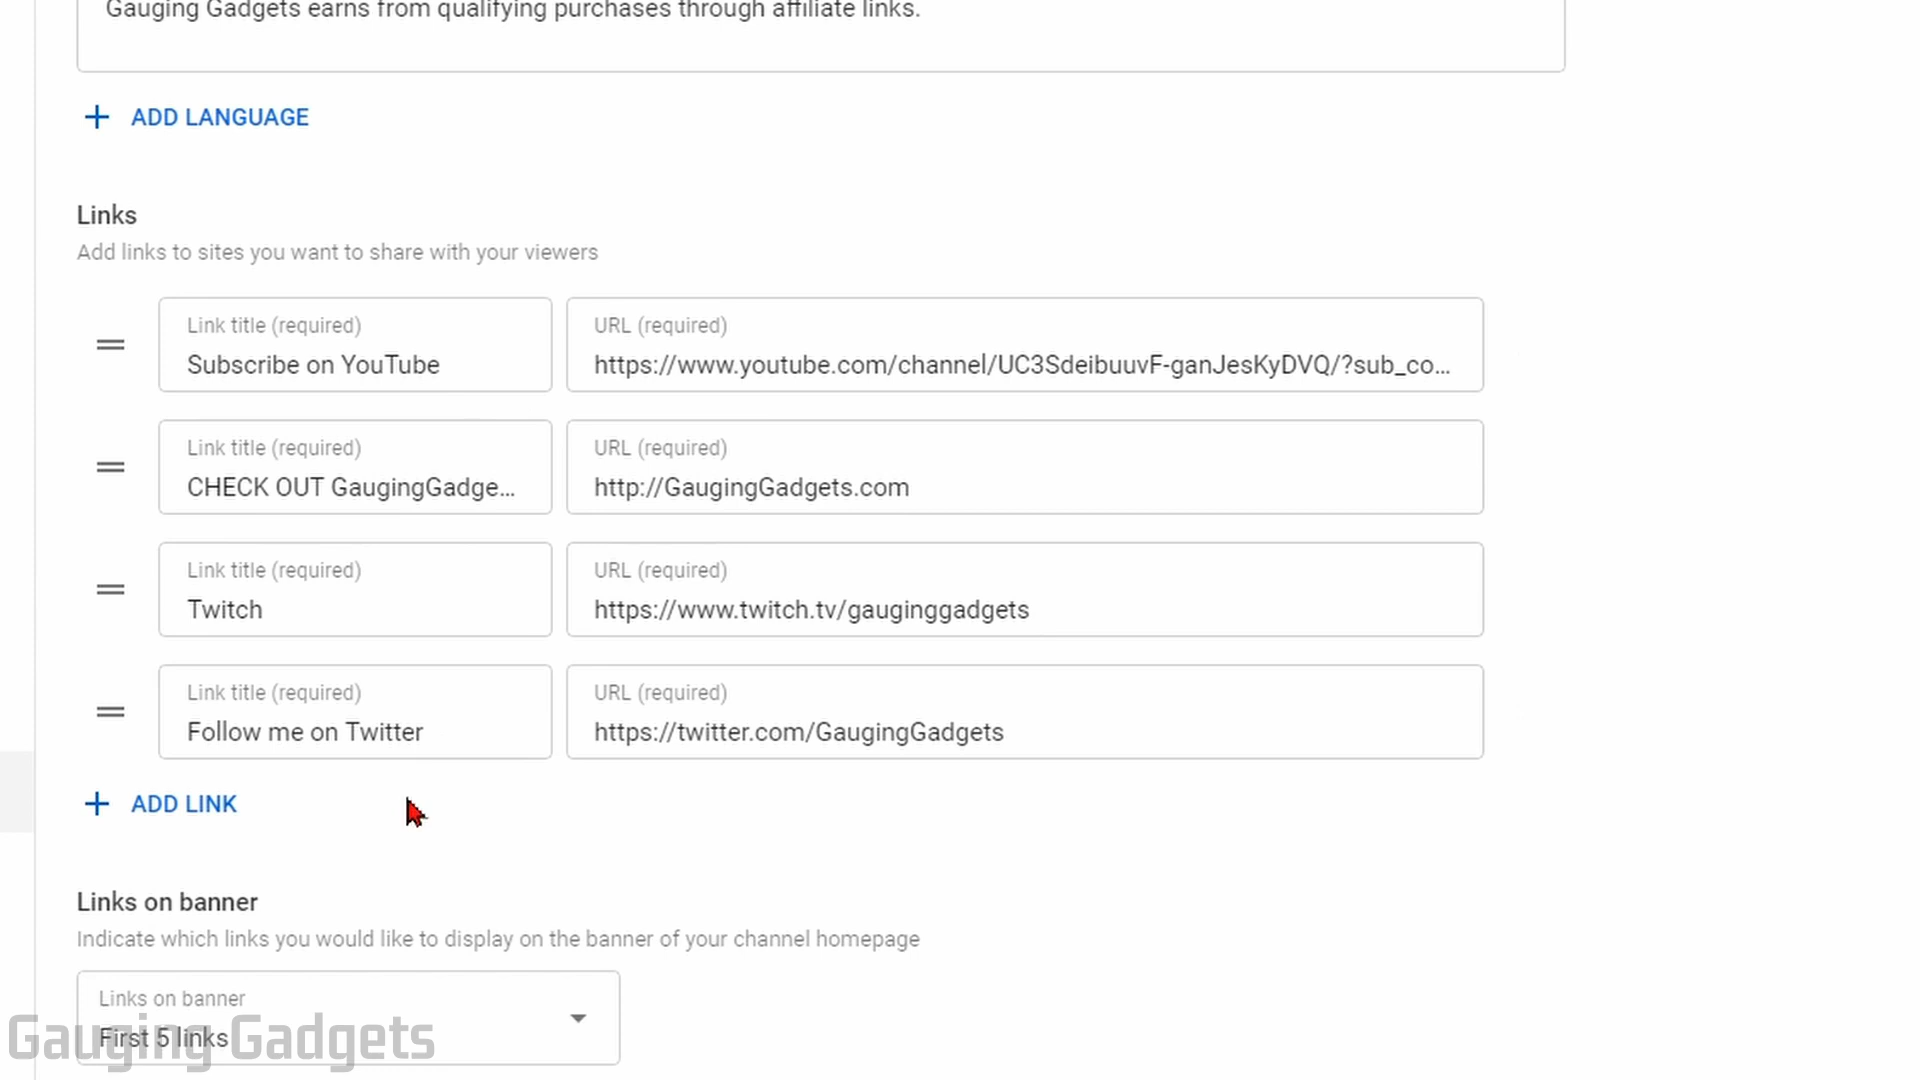 Gauging Gadgets earns from qualifying purchases through affiliate links.
ADD LANGUAGE
Links
Add links to sites you want to share with your viewers
Link title (required)
Subscribe on YouTube
URL (required)
https://www.youtube.com/channel/UC3SdeibuuvF-ganJesKyDVQ/?sub_co...
Link title (required)
CHECK OUT GaugingGadge...
URL (required)
http://GaugingGadgets.com
Link title (required)
Twitch
URL (required)
https://www.twitch.tv/gauginggadgets
Link title (required)
Follow me on Twitter
URL (required)
https://twitter.com/GaugingGadgets
ADD LINK
Links on banner
Indicate which links you would like to display on the banner of your channel homepage
Links on banner
First 5 links
Gauging Gadgets